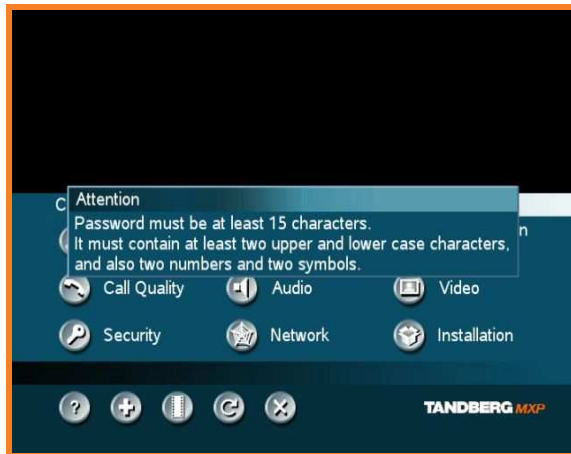 Attention
C
Password must be at least 15 characters.
It must contain at least two upper and lower case characters,
n
and also two numbers and two symbols.
Call Quality
Audio
Video
Security
Network
Installation
?
TANDBERG MXP